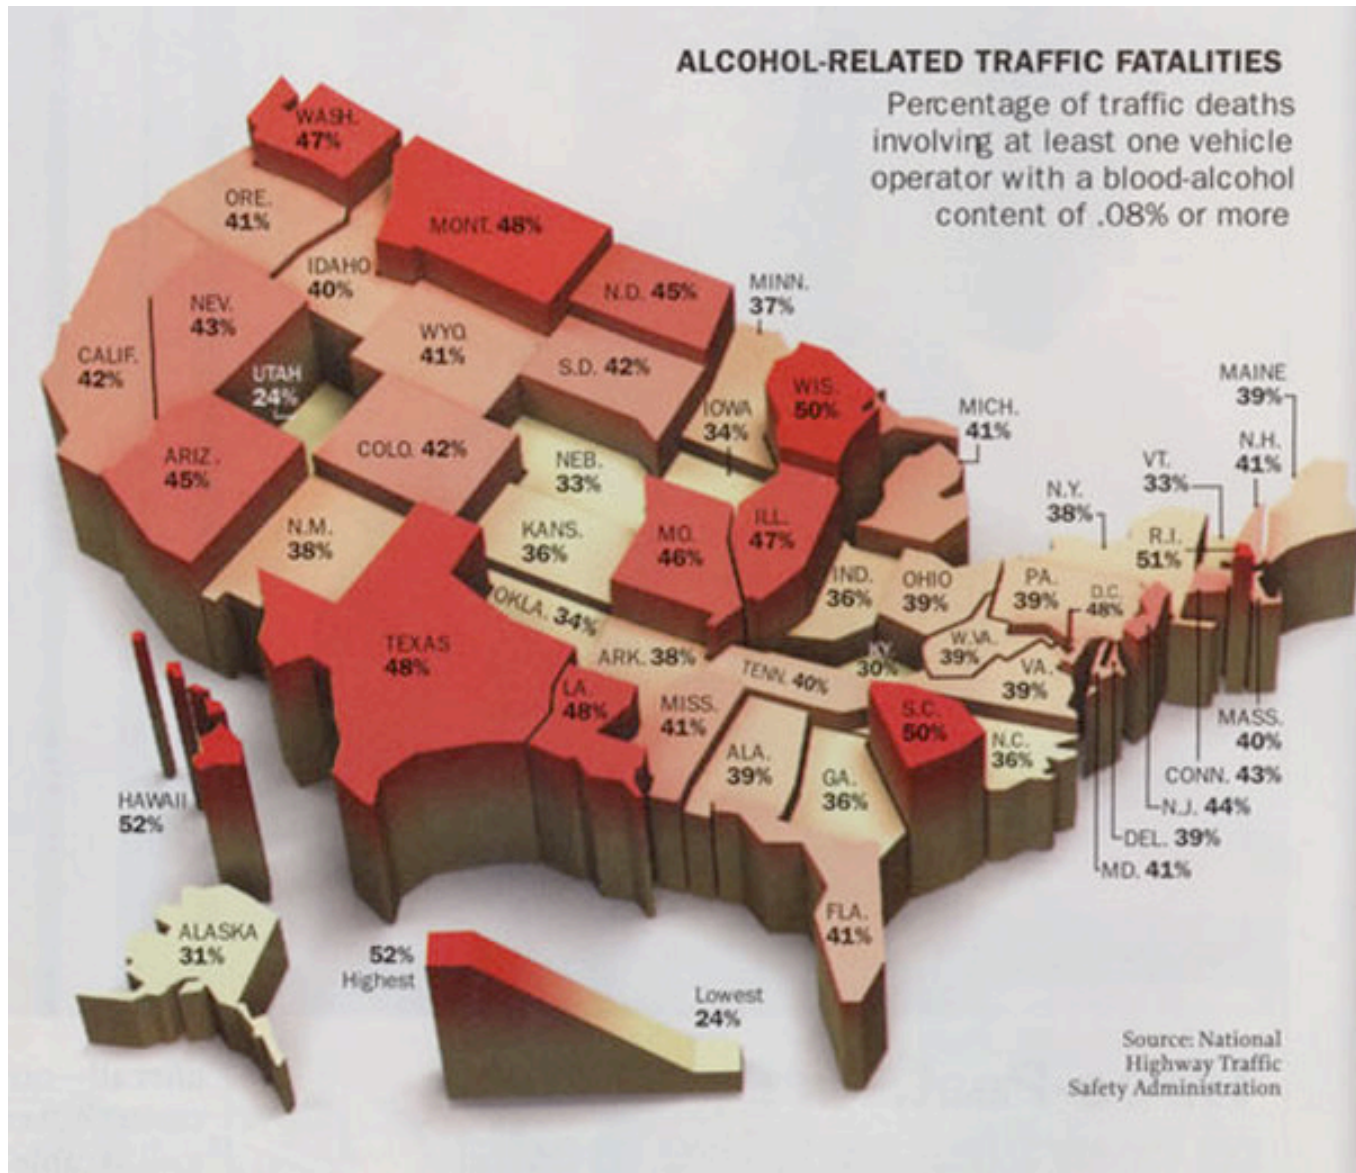 ALCOHOL-RELATED TRAFFIC FATALITIES
Percentage of traffic deaths
involving at least one vehicle
operator with a blood-alcohol
content of .08% or more
WASH.
47%
ORE.
41%
MONT. 48%
IDAHO
40%
N.D. 45%
MINN.
37%
NEV.
43%
WYO.
41%
CALIF.
42%
UTAH
24%
S.D. 42%
WIS.
50%
IOWA
34%
MICH.
41%
MAINE
39%
N.H.
41%
VT.
33%
N.Y.
38%
R.I.
51%
ARIZ.
45%
COLO. 42%
NEB.
33%
N.M.
38%
KANS.
36%
MO.
46%
ILL.
47%
IND.
36%
OHIO
39%
PA.
39%
D.C.
48%
OKLA. 34%
W.VA.
39%
TEXAS
48%
ARK. 38%
KY.
30%
VA.
39%
TENN. 40%
LA.
48%
MISS.
41%
S.C.
50%
N.C.
36%
MASS.
40%
ALA.
39%
GA.
36%
CONN. 43%
HAWAII
52%
N.J. 44%
DEL. 39%
MD. 41%
ALASKA
31%
FLA.
41%
52%
Highest
Lowest
24%
Source: National
Highway Traffic
Safety Administration